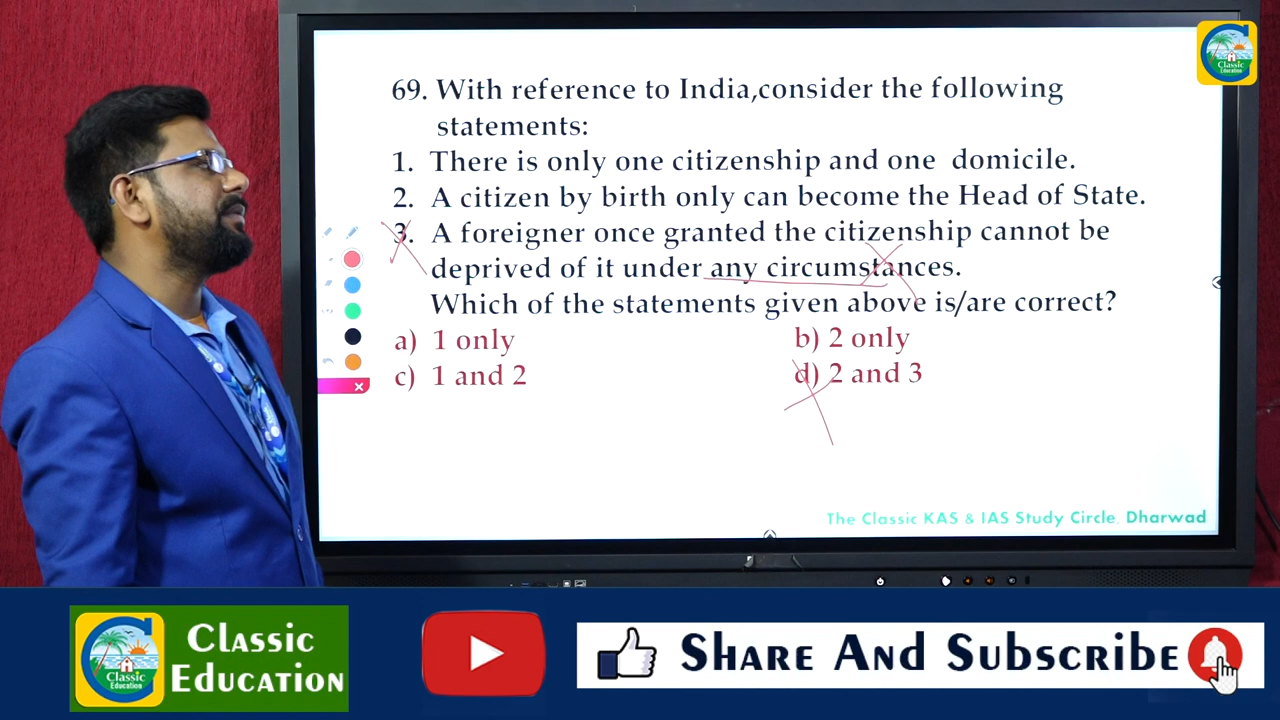 Classic
Education
69. With reference to India,consider the following
statements:
1. There is only one citizenship and one domicile.
2. A citizen by birth only can become the Head of State.
3. A foreigner once granted the citizenship cannot be
deprived of it under any circumstances.
Which of the statements given above is/are correct?
a) 1 only
b) 2 only
c) 1 and 2
d) 2 and 3
The Classic KAS & IAS Study Circle, Dharwad
Classic
Education
Classic
Education
Share And Subscribe